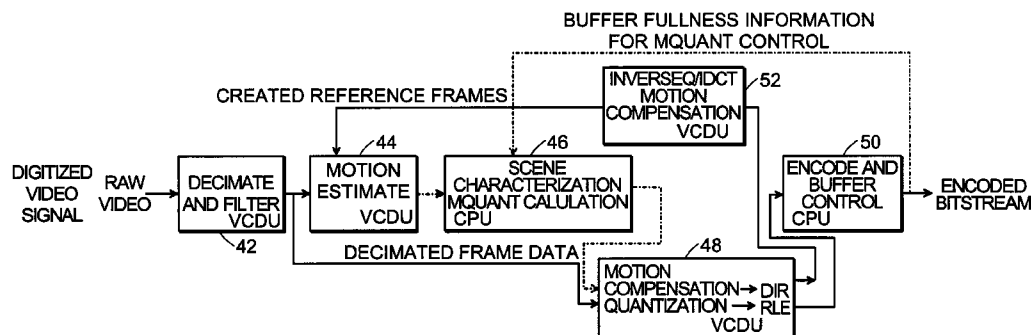 BUFFER FULLNESS INFORMATION
FOR MQUANT CONTROL
INVERSEQ/IDCT
MOTION
COMPENSATION
VCDU
52
CREATED REFERENCE FRAMES
44
46
50
DIGITIZED
VIDEO
SIGNAL
RAW
VIDEO
DECIMATE
AND FILTER
VCDU
42
MOTION
ESTIMATE
VCDU
SCENE
CHARACTERIZATION
MQUANT CALULATION
CPU
ENCODE AND
BUFFER
CONTROL
CPU
ENCODED
BITSTREAM
DECIMATED FRAME DATA
48
MOTION
COMPENSATION DIR
QUANTIZATION RLE
VCDU